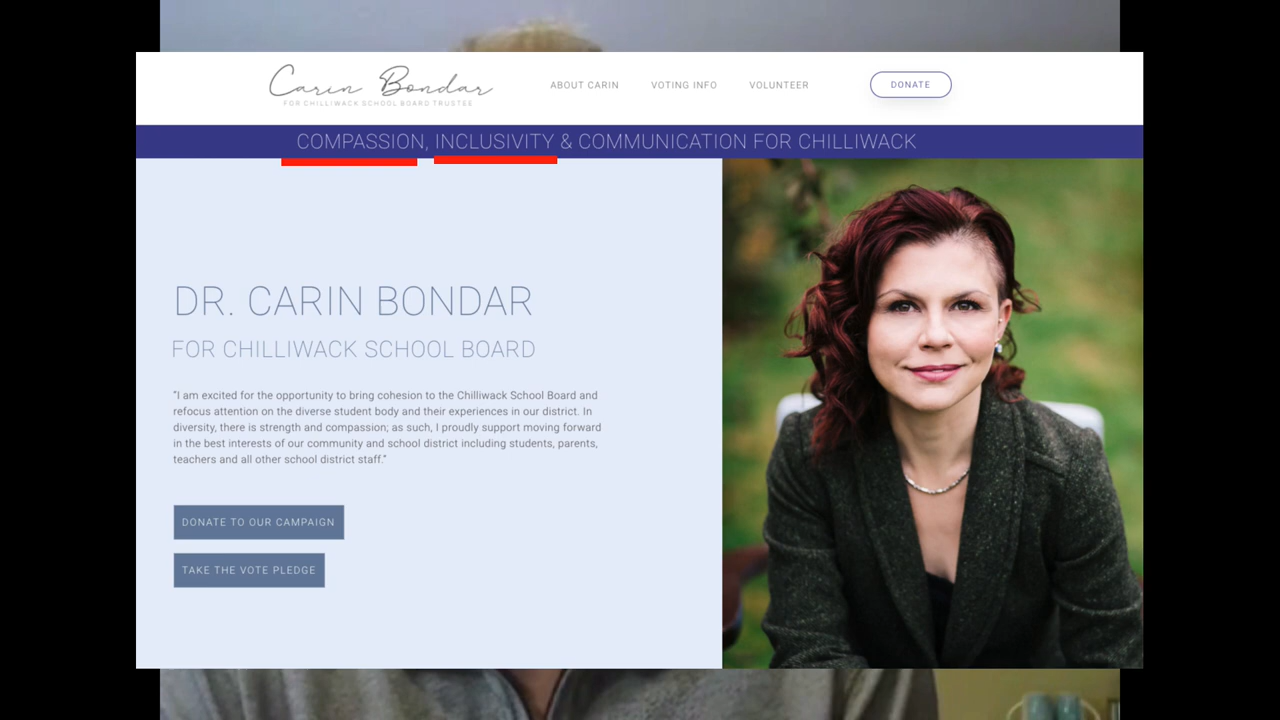 Carin Bondar
FOR CHILLIWACK SCHOOL BOARD TRUSTEE
ABOUT CARIN
VOTING INFO
VOLUNTEER
DONATE
COMPASSION, INCLUSIVITY & COMMUNICATION FOR CHILLIWACK
DR. CARIN BONDAR
FOR CHILLIWACK SCHOOL BOARD
“I am excited for the opportunity to bring cohesion to the Chilliwack School Board and
refocus attention on the diverse student body and their experiences in our district. In
diversity, there is strength and compassion; as such, I proudly support moving forward
in the best interests of our community and school district including students, parents,
teachers and all other school district staff.”
DONATE TO OUR CAMPAIGN
TAKE THE VOTE PLEDGE